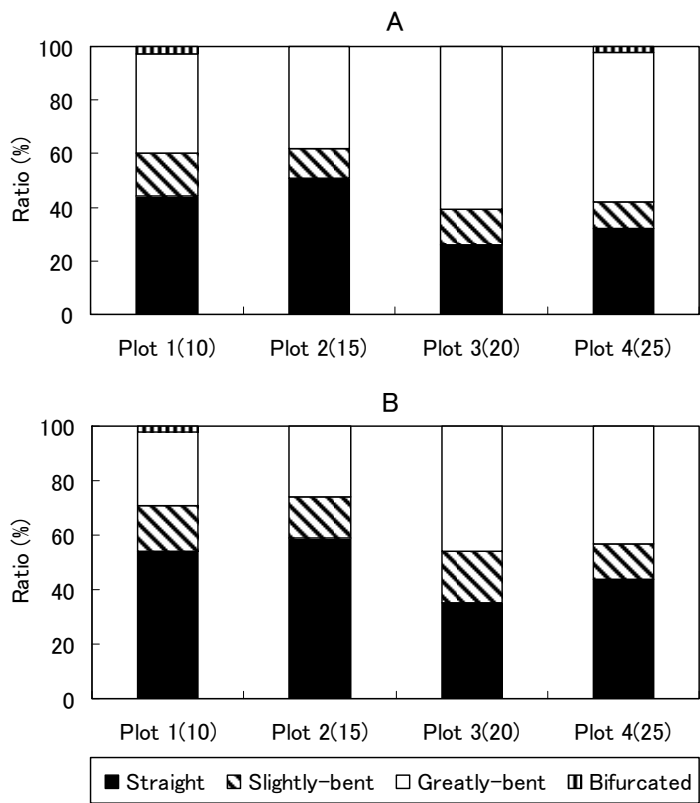 A
Ratio (%)
100
80
60
40
20
0
Plot 1(10) Plot 2(15) Plot 3(20) Plot 4(25)
B
Ratio (%)
100
80
60
40
20
0
Plot 1(10) Plot 2(15) Plot 3(20) Plot 4(25)
Straight Slightly-bent Greatly-bent Bifurcated